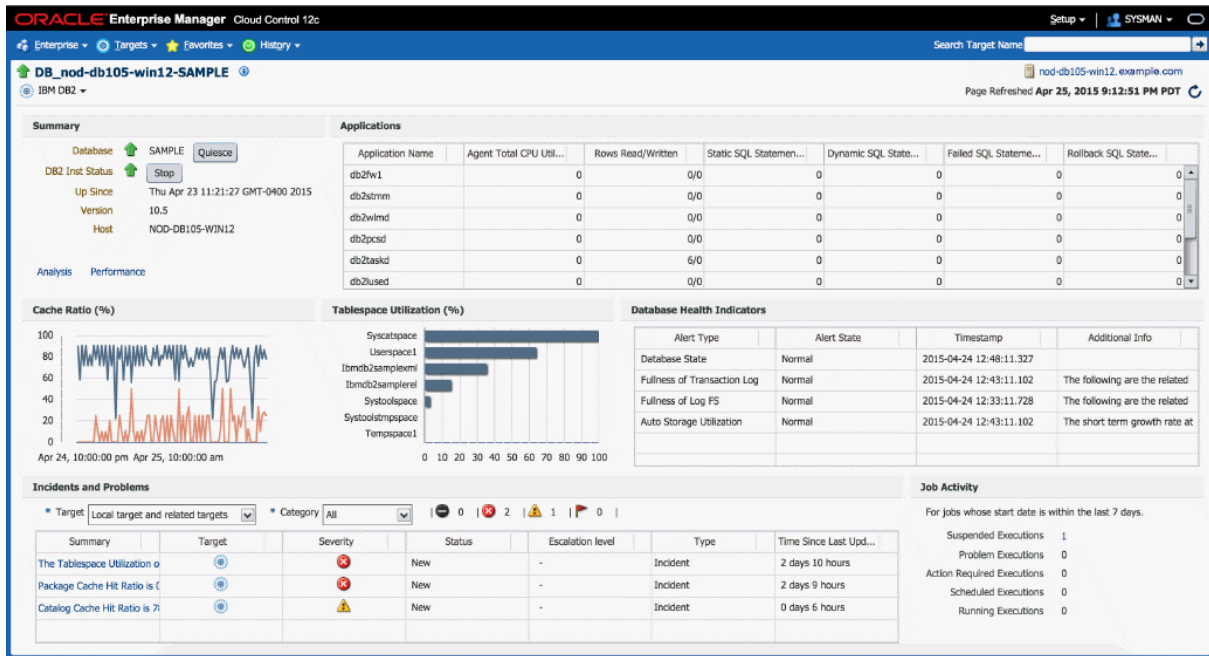 ORACLE Enterprise Manager Cloud Control 12c
Setup SYSMAN
Enterprise Targets Favorites History Search Target Name
DB_nod-db105-win12-SAMPLE nod-db105-win12.example.com
IBM DB2 Page Refreshed Apr 25, 2015 9:12:51 PM PDT
Summary
Database SAMPLE Quiesce
DB2 Inst Status Stop
Up Since Thu Apr 23 11:21:27 GMT-0400 2015
Version 10.5
Host NOD-DB105-WIN12
Analysis Performance
Applications
Application Name Agent Total CPU Util... Rows Read/Written Static SQL Statemen... Dynamic SQL State... Failed SQL Stateme... Rollback SQL State...
db2fw1 0 0/0 0 0 0 0
db2stmm 0 0/0 0 0 0 0
db2wlmd 0 0/0 0 0 0 0
db2pcsd 0 0/0 0 0 0 0
db2taskd 0 6/0 0 0 0 0
db2lused 0 0/0 0 0 0 0
Cache Ratio (%)
100
80
60
40
20
0
Apr 24, 10:00:00 pm Apr 25, 10:00:00 am
Tablespace Utilization (%)
Syscatspace
Userspace1
Ibmdb2samplexml
Ibmdb2samplerel
Systoolspace
Systoolstmpspace
Tempspace1
0 10 20 30 40 50 60 70 80 90 100
Database Health Indicators
Alert Type Alert State Timestamp Additional Info
Database State Normal 2015-04-24 12:48:11.327
Fullness of Transaction Log Normal 2015-04-24 12:43:11.102 The following are the related
Fullness of Log FS Normal 2015-04-24 12:33:11.728 The following are the related
Auto Storage Utilization Normal 2015-04-24 12:43:11.102 The short term growth rate at
Incidents and Problems
* Target Local target and related targets * Category All | 0 | 2 | 1 | 0 |
Summary Target Severity Status Escalation level Type Time Since Last Upd...
The Tablespace Utilization o New - Incident 2 days 10 hours
Package Cache Hit Ratio is New - Incident 2 days 9 hours
Catalog Cache Hit Ratio is 7 New - Incident 0 days 6 hours
Job Activity
For jobs whose start date is within the last 7 days.
Suspended Executions 1
Problem Executions 0
Action Required Executions 0
Scheduled Executions 0
Running Executions 0